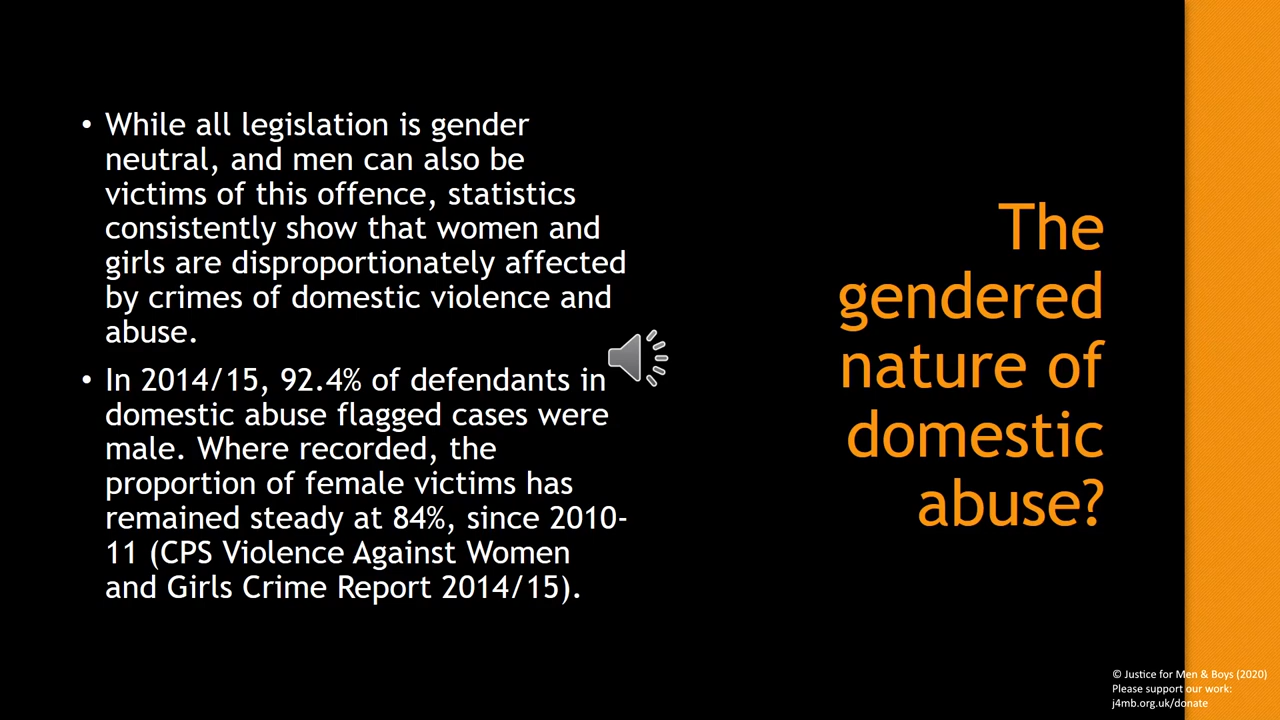 • While all legislation is gender
neutral, and men can also be
victims of this offence, statistics
consistently show that women and
girls are disproportionately affected
by crimes of domestic violence and
abuse.
• In 2014/15, 92.4% of defendants in
domestic abuse flagged cases were
male. Where recorded, the
proportion of female victims has
remained steady at 84%, since 2010-
11 (CPS Violence Against Women
and Girls Crime Report 2014/15).
The
gendered
nature of
domestic
abuse?
© Justice for Men & Boys (2020)
Please support our work:
j4mb.org.uk/donate